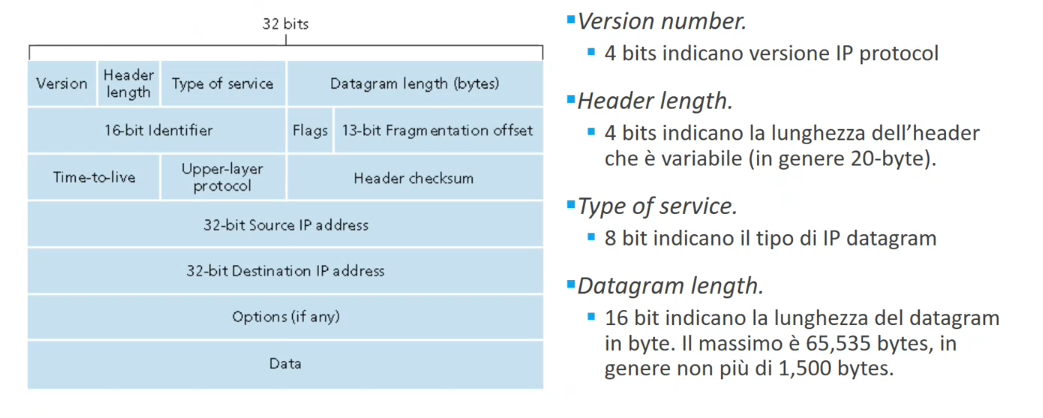 32 bits
Version
Header
length
Type of service
Datagram length (bytes)
16-bit Identifier
Flags
13-bit Fragmentation offset
Time-to-live
Upper-layer
protocol
Header checksum
32-bit Source IP address
32-bit Destination IP address
Options (if any)
Data
Version number.
4 bits indicano versione IP protocol
Header length.
4 bits indicano la lunghezza dell’header
che è variabile (in genere 20-byte).
Type of service.
8 bit indicano il tipo di IP datagram
Datagram length.
16 bit indicano la lunghezza del datagram
in byte. Il massimo è 65,535 bytes, in
genere non più di 1,500 bytes.